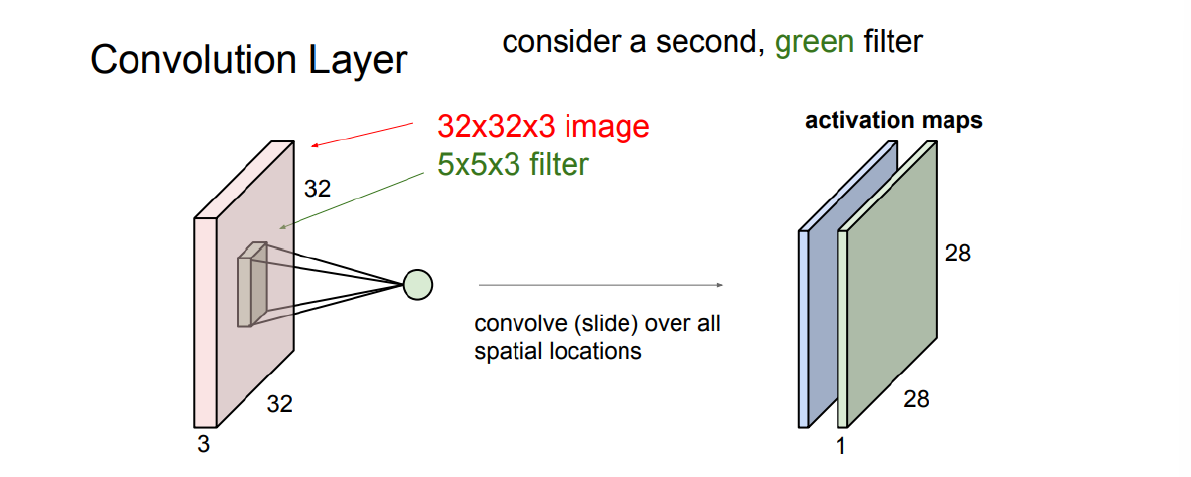 Convolution Layer
consider a second, green filter
32x32x3 image
5x5x3 filter
activation maps
32
28
convolve (slide) over all
spatial locations
32
28
3
1